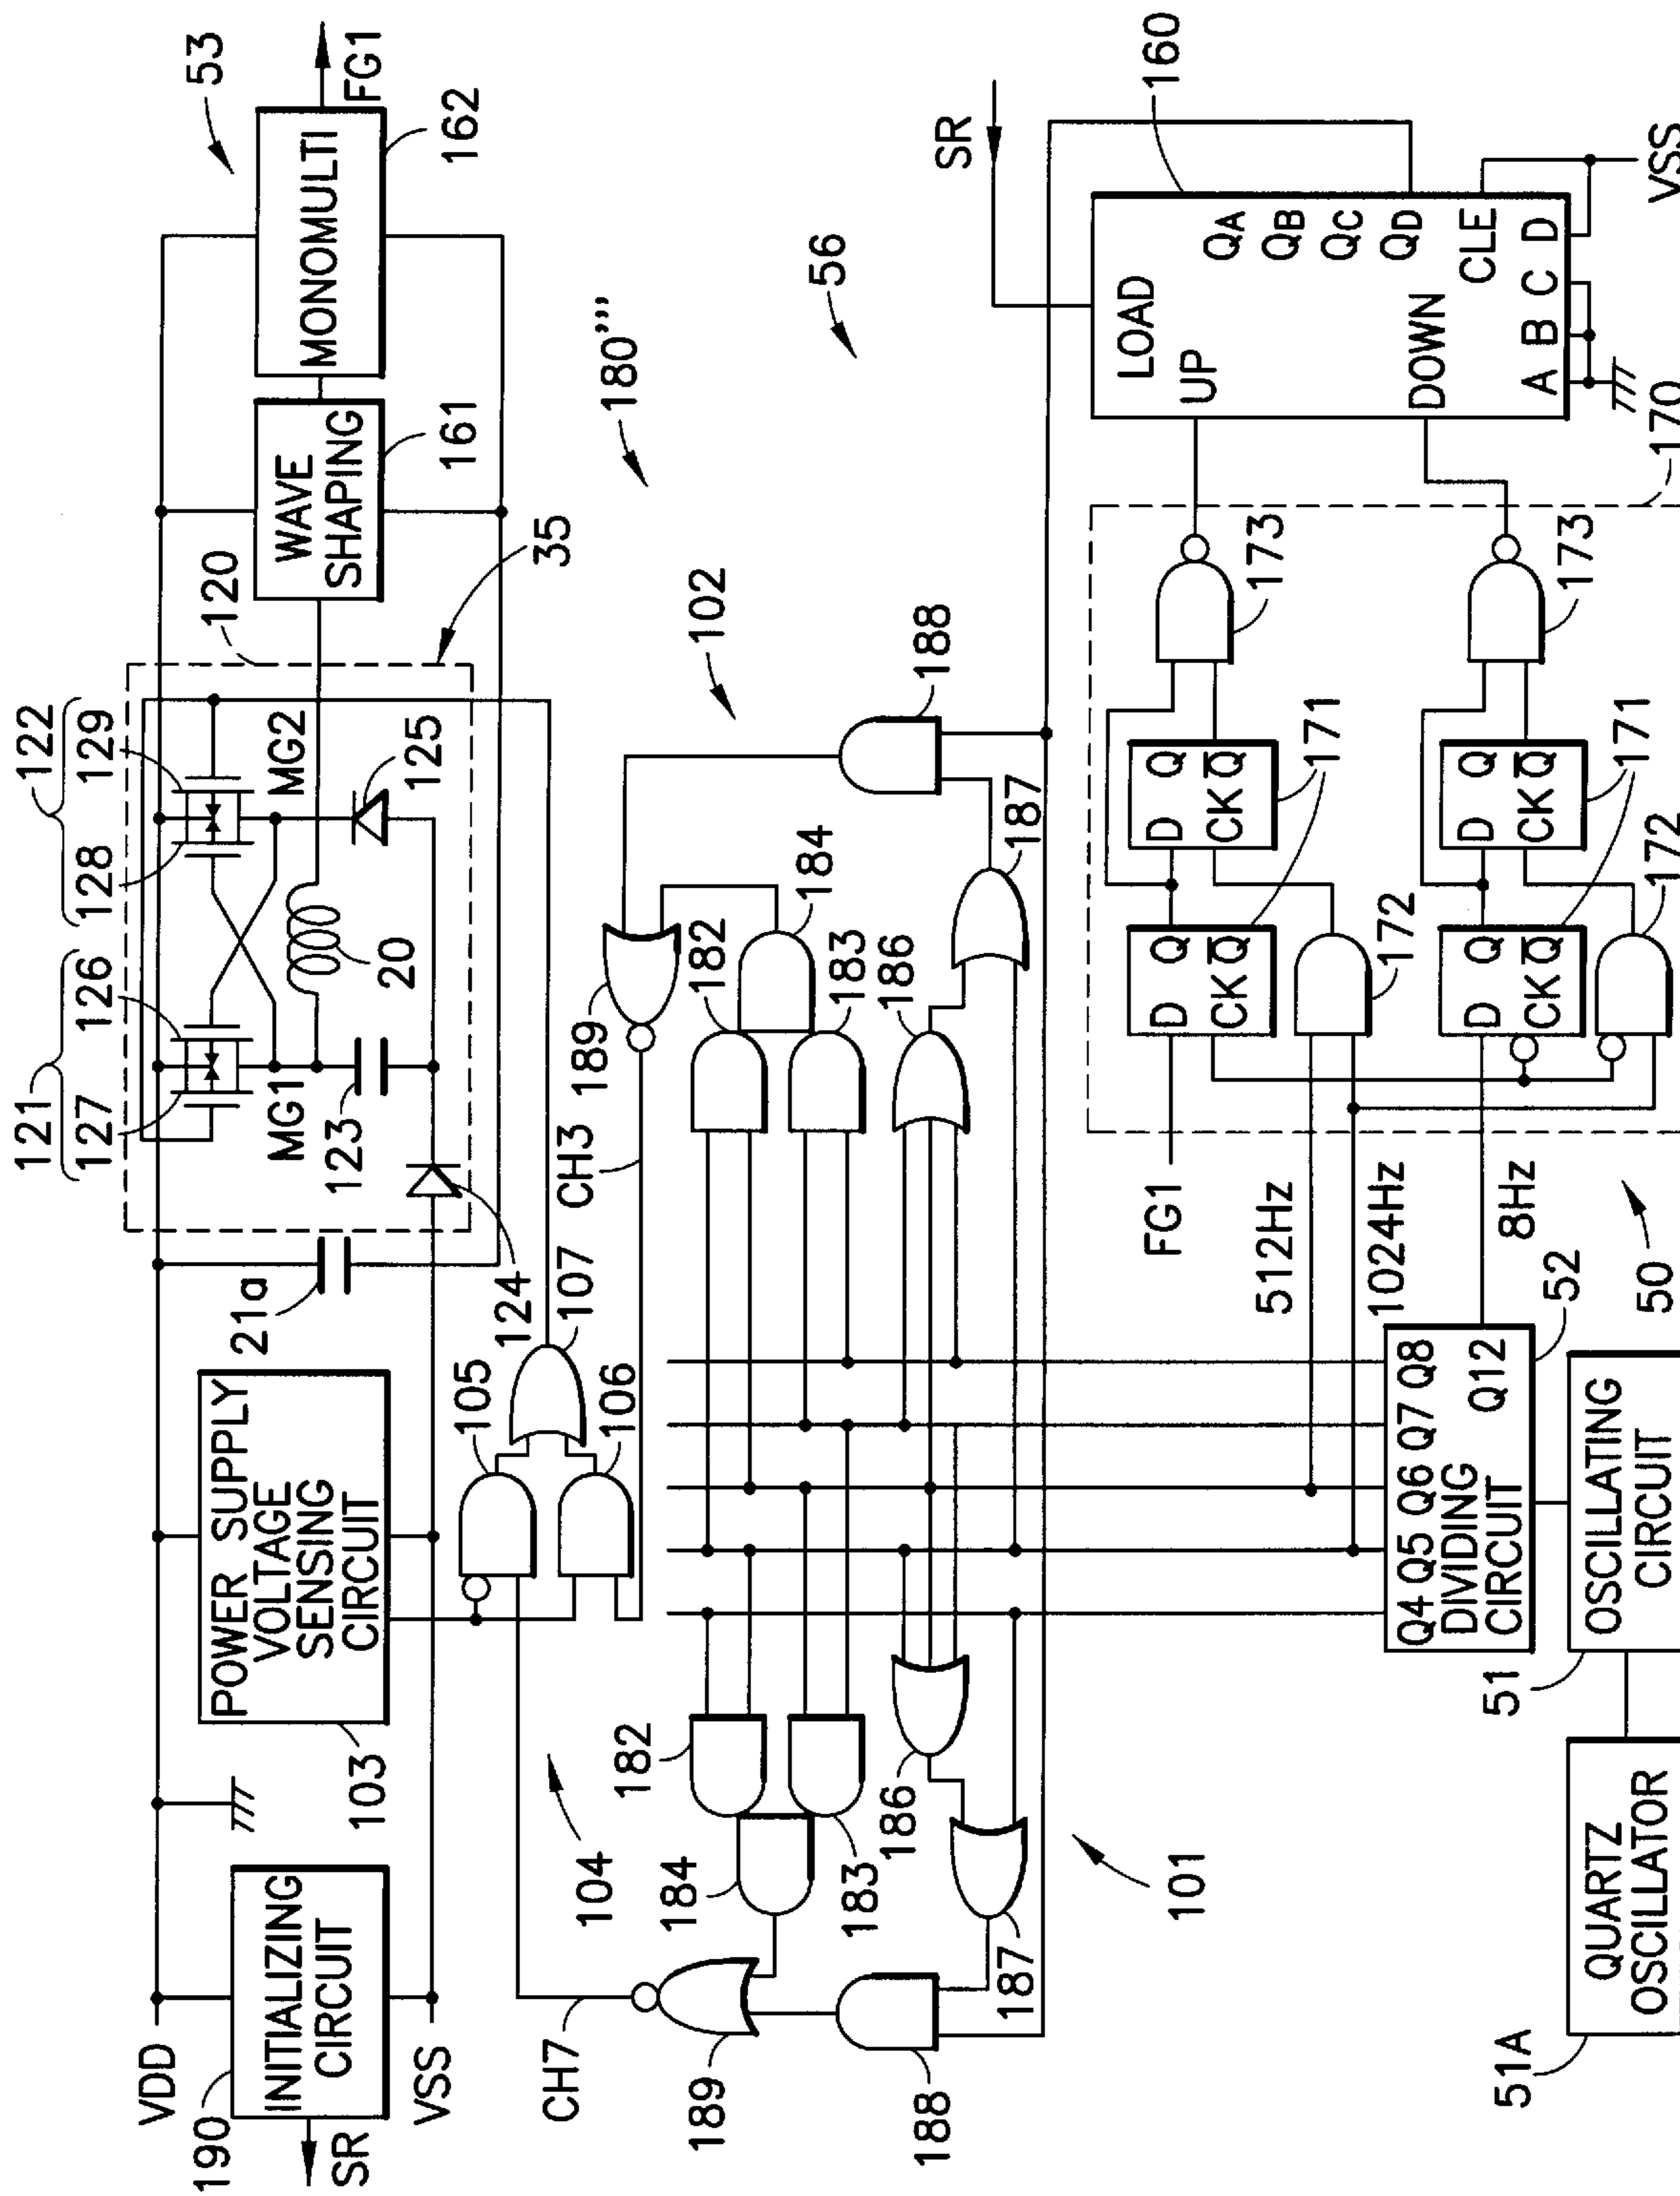 VDD
190
INITIALIZING
CIRCUIT
SR
VSS
POWER SUPPLY
VOLTAGE
SENSING
CIRCUIT
103
21a
121
127
126
122
128
129
MG1
MG2
123
20
125
124
120
35
WAVE
SHAPING
161
MONOMULTI
162
53
FG1
CH7
104
105
106
107
CH3
180'''
102
56
189
188
187
184
182
183
186
101
182
183
184
186
187
188
189
SR
160
LOAD
UP
DOWN
QA
QB
QC
QD
CLE
A B C D
VSS
170
FG1
512Hz
1024Hz
8Hz
D Q
CK Q̅
D Q
CK Q̅
171
172
173
D Q
CK Q̅
D Q
CK Q̅
171
172
173
Q4 Q5 Q6 Q7 Q8
DIVIDING
CIRCUIT
Q12
52
50
51
OSCILLATING
CIRCUIT
51A
QUARTZ
OSCILLATOR